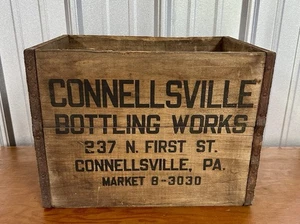 CONNELLSVILLE
BOTTLING WORKS
237 N. FIRST ST.
CONNELLSVILLE, PA.
MARKET 8-3030